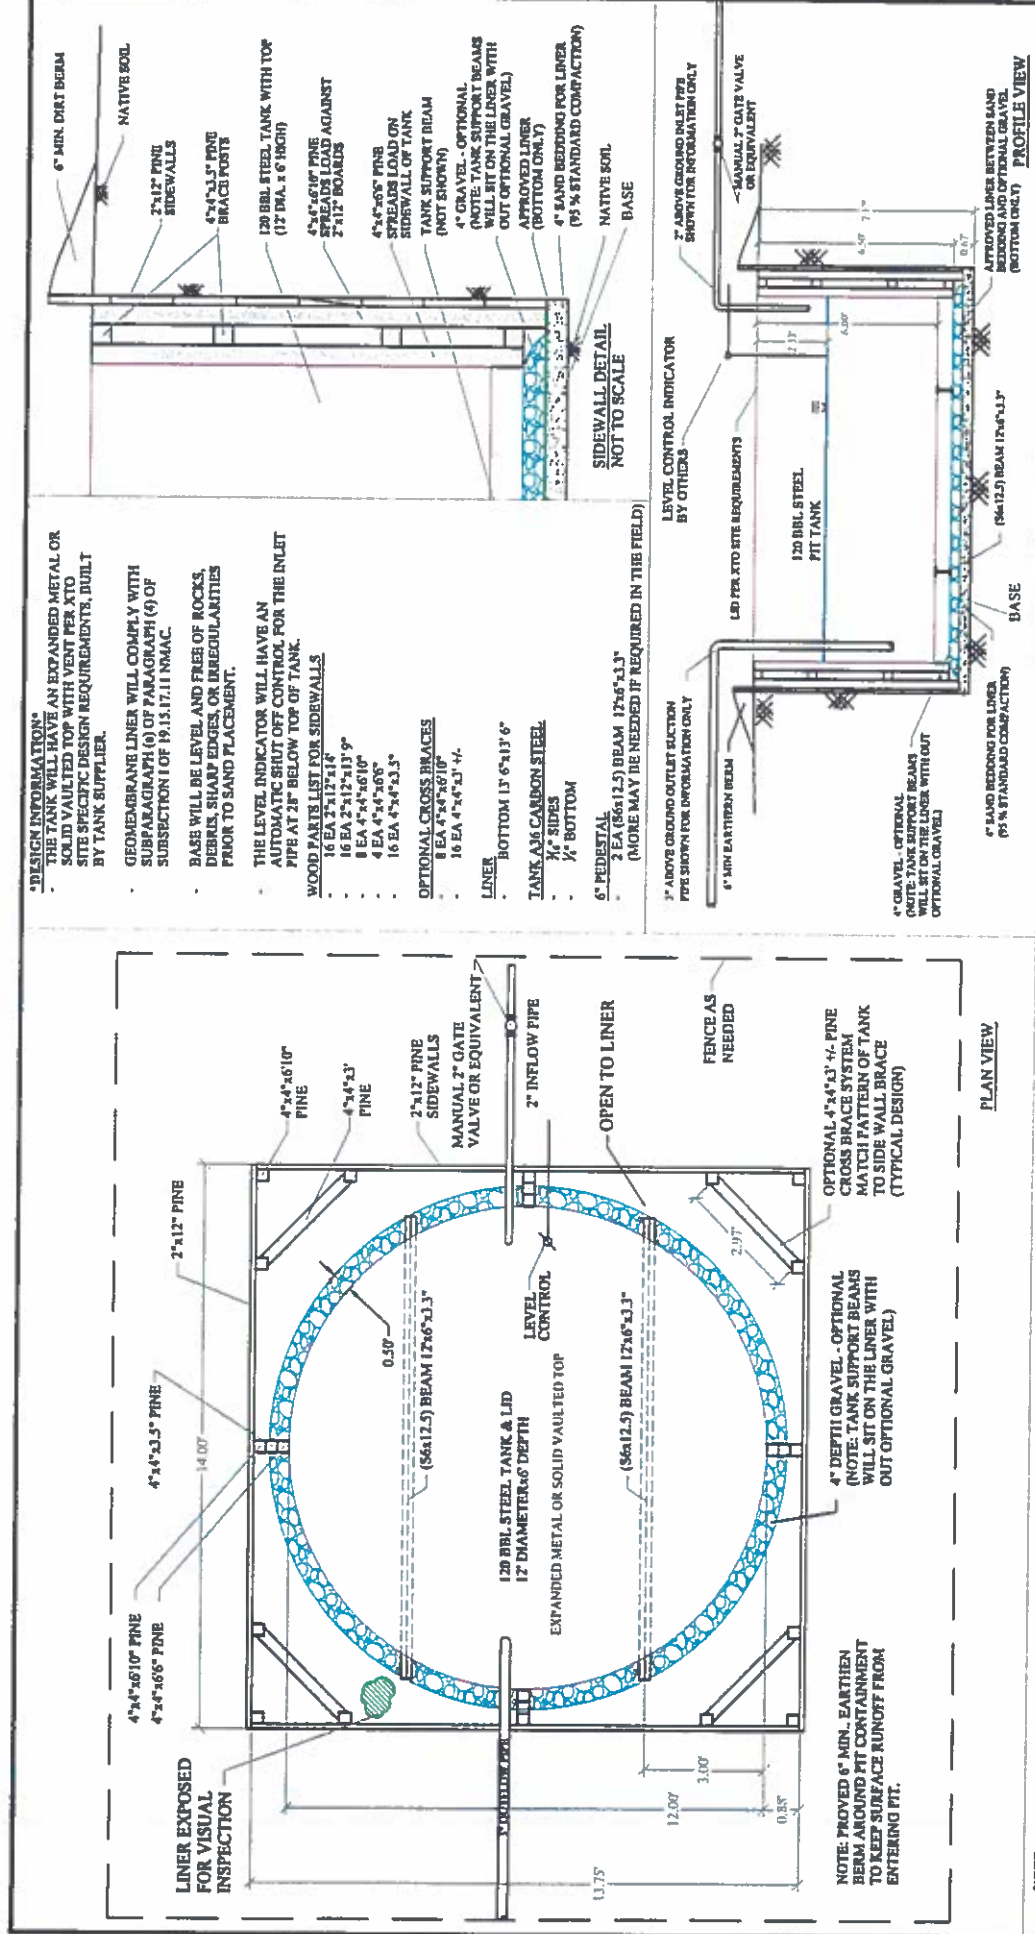 *DESIGN INFORMATION*
- THE TANK WILL HAVE AN EXPANDED METAL OR
SOLID VAULTED TOP WITH VENT PER XTO
SITE SPECIFIC DESIGN REQUIREMENTS, BUILT
BY TANK SUPPLIER.
- GEOMEMBRANE LINER WILL COMPLY WITH
SUBPARAGRAPH (a) OF PARAGRAPH (4) OF
SUBSECTION I OF 19.15.17.11 NMAC.
- BASE WILL BE LEVEL AND FREE OF ROCKS,
DEBRIS, SHARP EDGES, OR IRREGULARITIES
PRIOR TO SAND PLACEMENT.
- THE LEVEL INDICATOR WILL HAVE AN
AUTOMATIC SHUT OFF CONTROL FOR THE INLET
PIPE AT 28" BELOW TOP OF TANK.
WOOD PARTS LIST FOR SIDEWALLS
- 16 EA 2"x12"x14'
- 16 EA 2"x12"x13' 9"
- 8 EA 4"x4"x6'10"
- 4 EA 4"x4"x6'6"
- 16 EA 4"x4"x3.5"
OPTIONAL CROSS BRACES
- 8 EA 4"x4"x6'10"
- 16 EA 4"x4"x3' +/-
LINER
- BOTTOM 13' 6"x13' 6"
TANK A36 CARBON STEEL
- SIDES
- ¼" BOTTOM
6" PEDESTAL
- 2 EA (S6x12.5) BEAM 12'x6"x3.3"
(MORE MAY BE NEEDED IF REQUIRED IN THE FIELD)
6" MIN. DIRT BERM
NATIVE SOIL
2"x12" PINE
SIDEWALLS
4"x4"x3.5" PINE
BRACE POSTS
120 BBL STEEL TANK WITH TOP
(12' DIA. x 6' HIGH)
4"x4"x6'10" PINE
SPREADS LOAD AGAINST
2"x12" BOARDS
4"x4"x6'6" PINE
SPREADS LOAD ON
SIDEWALL OF TANK
TANK SUPPORT BEAM
(NOT SHOWN)
4" GRAVEL - OPTIONAL
(NOTE: TANK SUPPORT BEAMS
WILL SIT ON THE LINER WITH
OUT OPTIONAL GRAVEL)
APPROVED LINER
(BOTTOM ONLY)
4" SAND BEDDING FOR LINER
(95 % STANDARD COMPACTION)
NATIVE SOIL
BASE
SIDEWALL DETAIL
NOT TO SCALE
LINER EXPOSED
FOR VISUAL
INSPECTION
4"x4"x6'10" PINE
4"x4"x6'6" PINE
4"x4"x3.5" PINE
2"x12" PINE
14.00'
4"x4"x6'10"
PINE
4"x4"x3'
PINE
2"x12" PINE
SIDEWALLS
MANUAL 2" GATE
VALVE OR EQUIVALENT
2" INFLOW PIPE
OPEN TO LINER
FENCE AS
NEEDED
0.50'
(S6x12.5) BEAM 12'x6"x3.3"
120 BBL STEEL TANK & LID
12' DIAMETERx6' DEPTH
EXPANDED METAL OR SOLID VAULTED TOP
LEVEL
CONTROL
(S6x12.5) BEAM 12'x6"x3.3"
3" OUTFLOW PIPE
2.97'
3.00'
12.00'
0.88'
13.75'
OPTIONAL 4"x4"x3' +/- PINE
CROSS BRACE SYSTEM
MATCH PATTERN OF TANK
TO SIDE WALL BRACE
(TYPICAL DESIGN)
4" DEPTH GRAVEL - OPTIONAL
(NOTE: TANK SUPPORT BEAMS
WILL SIT ON THE LINER WITH
OUT OPTIONAL GRAVEL)
NOTE: PROVED 6" MIN., EARTHEN
BERM AROUND PIT CONTAINMENT
TO KEEP SURFACE RUNOFF FROM
ENTERING PIT.
PLAN VIEW
3" ABOVE GROUND OUTLET SUCTION
PIPE SHOWN FOR INFORMATION ONLY
6" MIN EARTHERN BERM
LEVEL CONTROL INDICATOR
BY OTHERS
LID PER XTO SITE REQUIREMENTS
120 BBL STEEL
PIT TANK
2" ABOVE GROUND INLET PIPE
SHOWN FOR INFORMATION ONLY
MANUAL 2" GATE VALVE
OR EQUIVALENT
2.33'
6.00'
6.50'
0.67'
4" GRAVEL - OPTIONAL
(NOTE: TANK SUPPORT BEAMS
WILL SIT ON THE LINER WITH OUT
OPTIONAL GRAVEL)
4" SAND BEDDING FOR LINER
(95 % STANDARD COMPACTION)
BASE
(S6x12.5) BEAM 12'x6"x3.3"
APPROVED LINER BETWEEN SAND
BEDDING AND OPTIONAL GRAVEL
(BOTTOM ONLY)
PROFILE VIEW